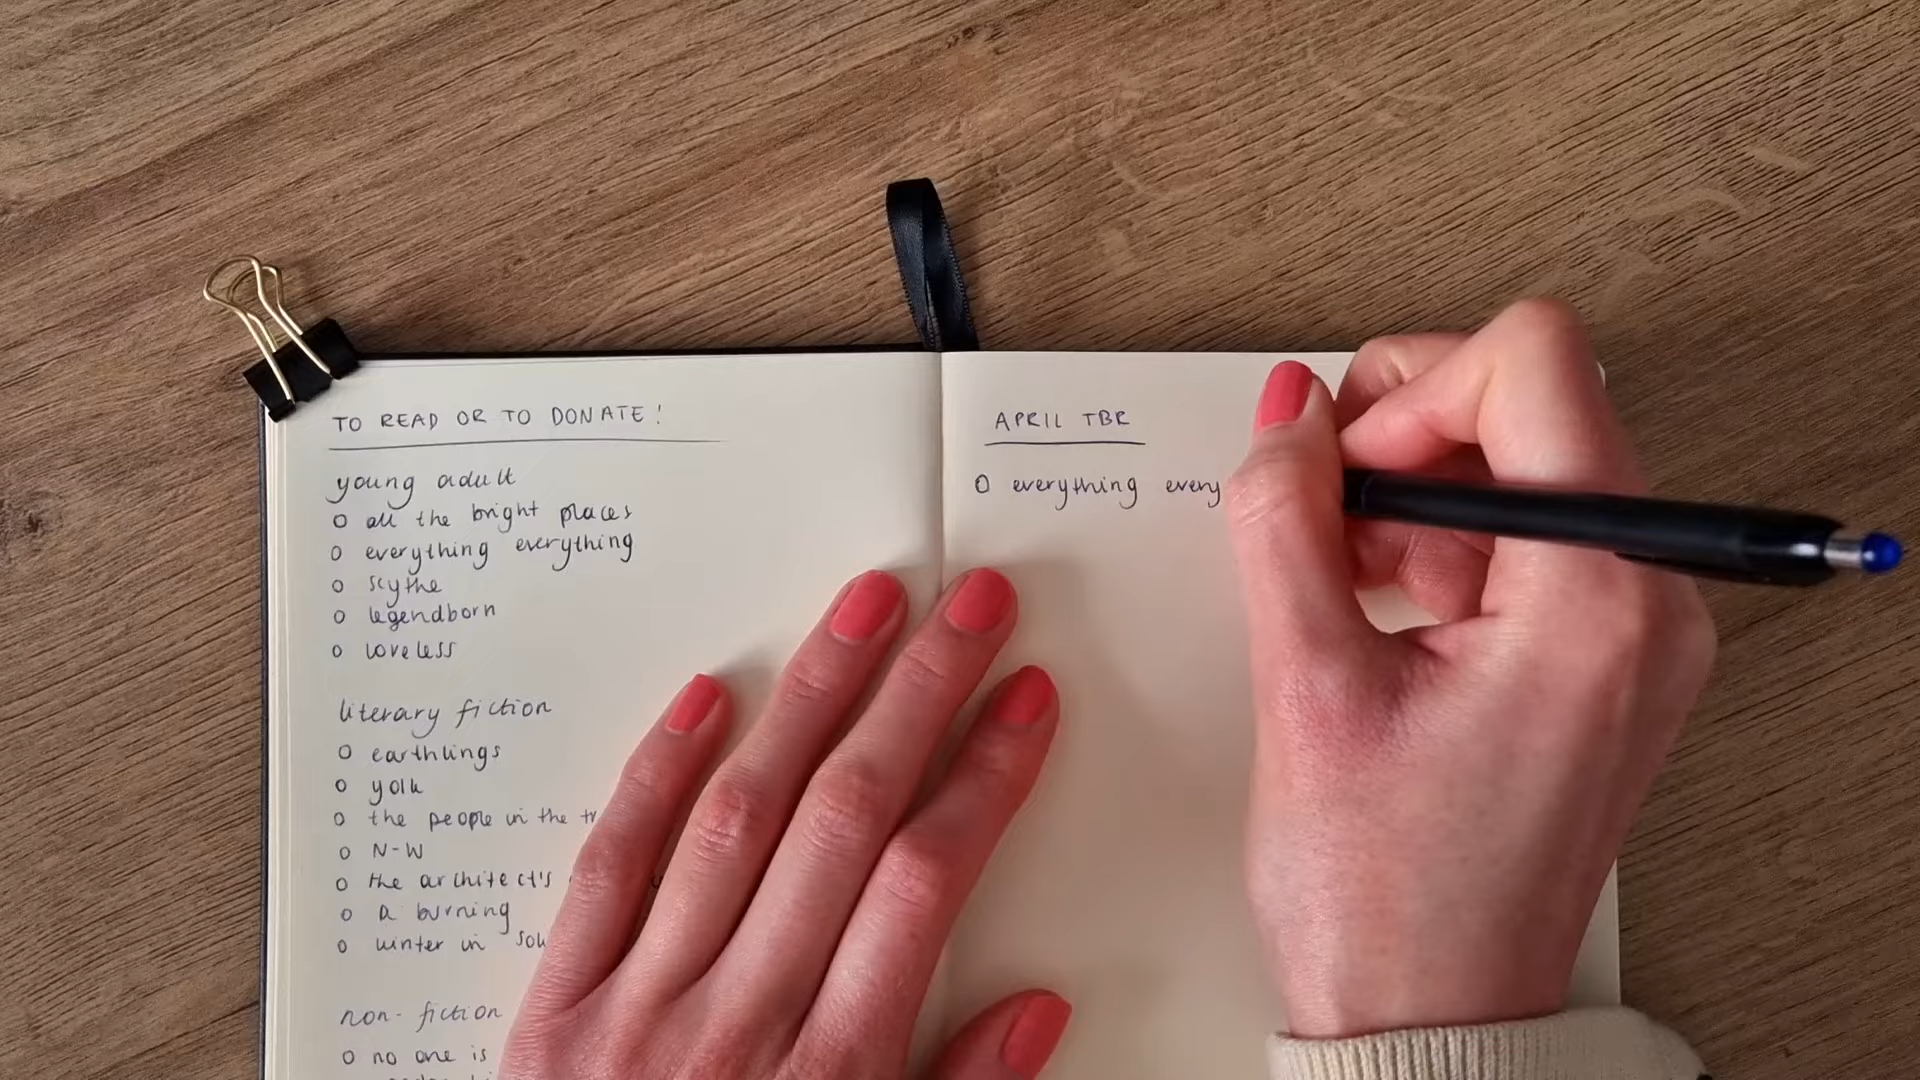 TO READ OR TO DONATE!
young adult
O all the bright places
O everything everything
O scythe
O legendborn
O loveless
literary fiction
O earthlings
O yolk
O the people in the
O N-W
O the architect's
O a burning
O winter in
non-fiction
O no one is
APRIL TBR
O everything every